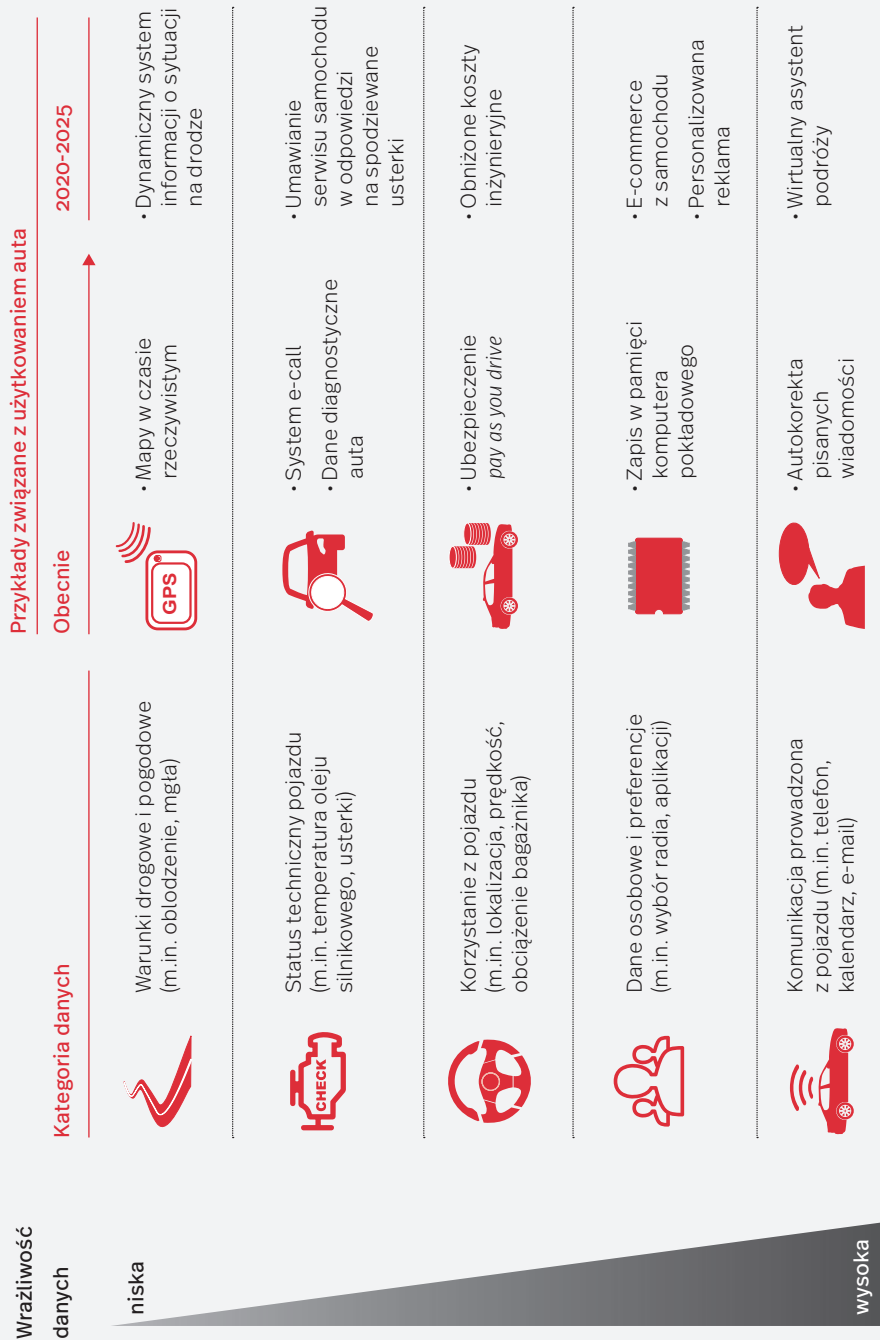 Wrażliwość
danych
Kategoria danych
Przykłady związane z użytkowaniem auta
Obecnie
2020-2025
niska
Warunki drogowe i pogodowe
(m.in. oblodzenie, mgła)
GPS
• Mapy w czasie
rzeczywistym
• Dynamiczny system
informacji o sytuacji
na drodze
CHECK
Status techniczny pojazdu
(m.in. temperatura oleju
silnikowego, usterki)
• System e-call
• Dane diagnostyczne
auta
• Umawianie
serwisu samochodu
w odpowiedzi
na spodziewane
usterki
Korzystanie z pojazdu
(m.in. lokalizacja, prędkość,
obciążenie bagażnika)
• Ubezpieczenie
pay as you drive
• Obniżone koszty
inżynieryjne
Dane osobowe i preferencje
(m.in. wybór radia, aplikacji)
• Zapis w pamięci
komputera
pokładowego
• E-commerce
z samochodu
• Personalizowana
reklama
wysoka
Komunikacja prowadzona
z pojazdu (m.in. telefon,
kalendarz, e-mail)
• Autokorekta
pisanych
wiadomości
• Wirtualny asystent
podróży